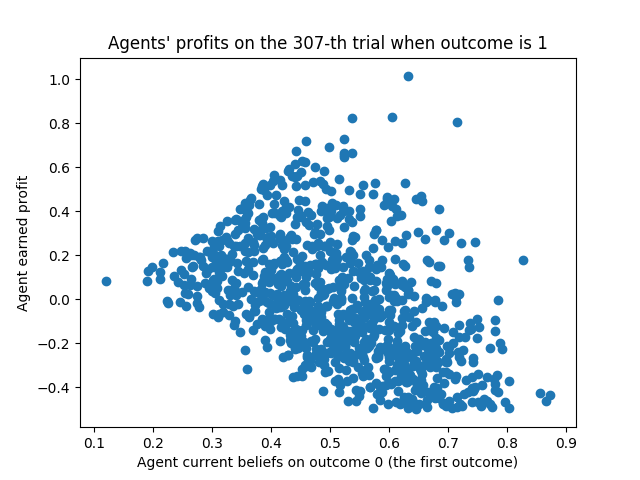 Agents' profits on the 307-th trial when outcome is 1
1.0
0.8
0.6
0.4
0.2
0.0
−0.2
−0.4
Agent earned profit
0.1 0.2 0.3 0.4 0.5 0.6 0.7 0.8 0.9
Agent current beliefs on outcome 0 (the first outcome)